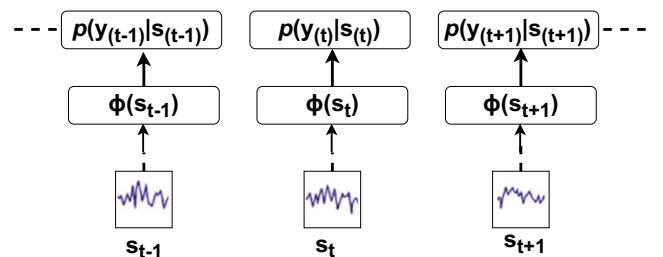 p(y(t-1)|s(t-1)) p(y(t)|s(t)) p(y(t+1)|s(t+1))
ϕ(st-1) ϕ(st) ϕ(st+1)
st-1 st st+1